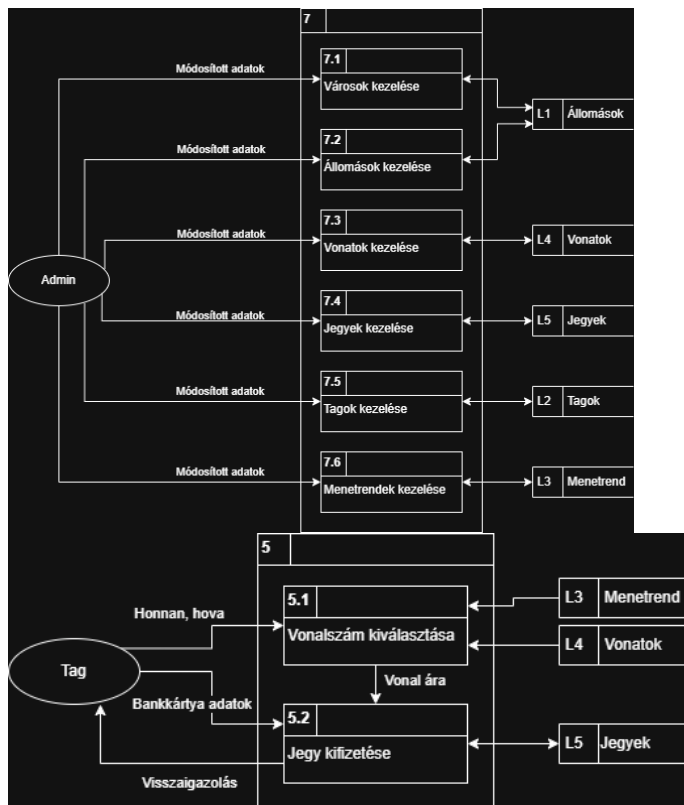 7
7.1
Módosított adatok
Városok kezelése
L1 Állomások
7.2
Módosított adatok
Állomások kezelése
7.3
Módosított adatok
Vonatok kezelése
L4 Vonatok
Admin
7.4
Módosított adatok
Jegyek kezelése
L5 Jegyek
7.5
Módosított adatok
Tagok kezelése
L2 Tagok
7.6
Módosított adatok
Menetrendek kezelése
L3 Menetrend
5
5.1
Honnan, hova
Vonalszám kiválasztása
L3 Menetrend
L4 Vonatok
Tag
Vonal ára
Bankkártya adatok
5.2
Jegy kifizetése
L5 Jegyek
Visszaigazolás